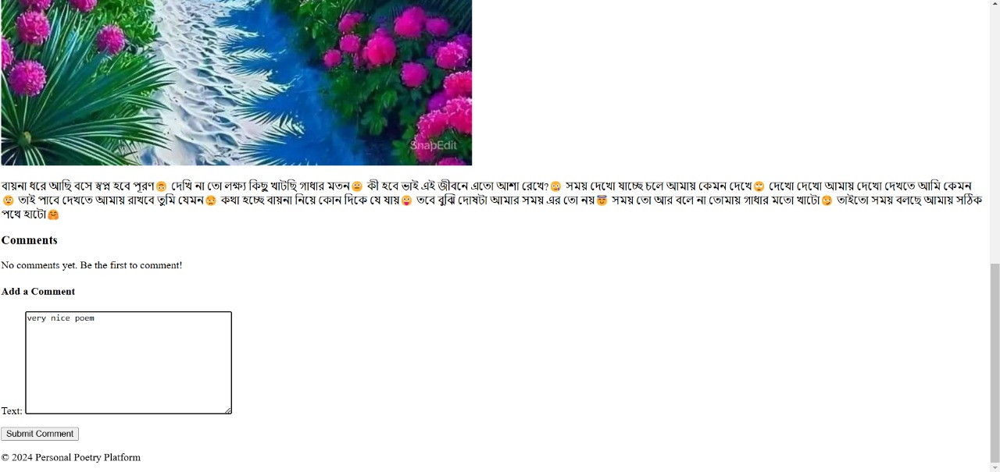 SnapEdit
বায়না ধরে আছি বসে স্বপ্ন হবে পূরণ🙃 দেখি না তো লক্ষ্য কিছু খাটছি গাধার মতন😐 কী হবে ভাই এই জীবনে এতো আশা রেখে?🙄 সময় দেখো যাচ্ছে চলে আমায় কেমন দেখে🙄 দেখো দেখো আমায় দেখো দেখতে আমি কেমন
😳 তাই পাবে দেখতে আমায় রাখবে তুমি যেমন😧 কথা হচ্ছে বায়না নিয়ে কোন দিকে যে যায়😜 তবে বুঝি দোষটা আমার সময় এর তো নয়😇 সময় তো আর বলে না তোমায় গাধার মতো খাটো😏 তাইতো সময় বলছে আমায় সঠিক
পথে হাটো🤗
Comments
No comments yet. Be the first to comment!
Add a Comment
very nice poem
Text:
Submit Comment
© 2024 Personal Poetry Platform